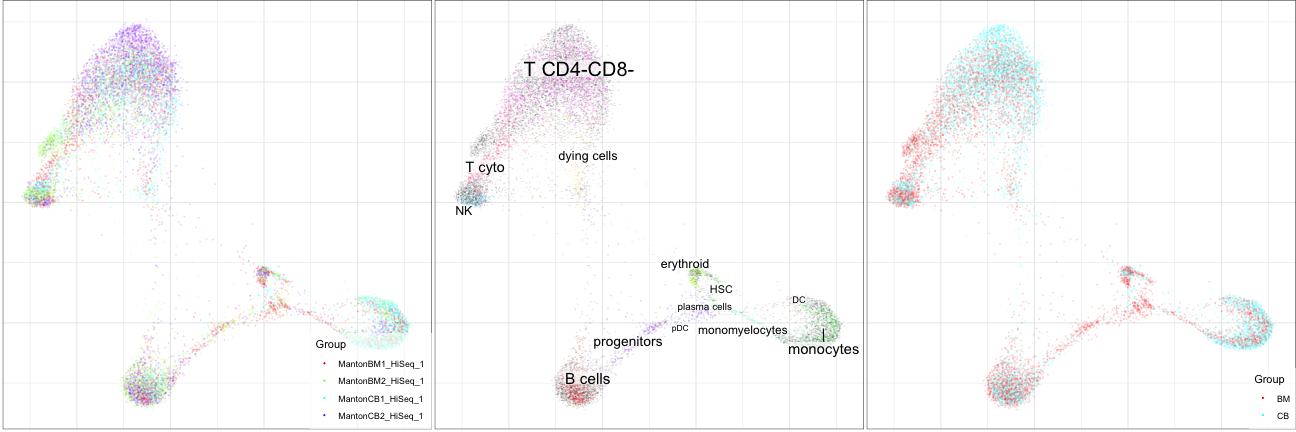 Group
MantonBM1_HiSeq_1
MantonBM2_HiSeq_1
MantonCB1_HiSeq_1
MantonCB2_HiSeq_1
T CD4-CD8-
dying cells
T cyto
NK
erythroid
HSC
DC
plasma cells
pDC
monomyelocytes
progenitors
monocytes
B cells
Group
BM
CB